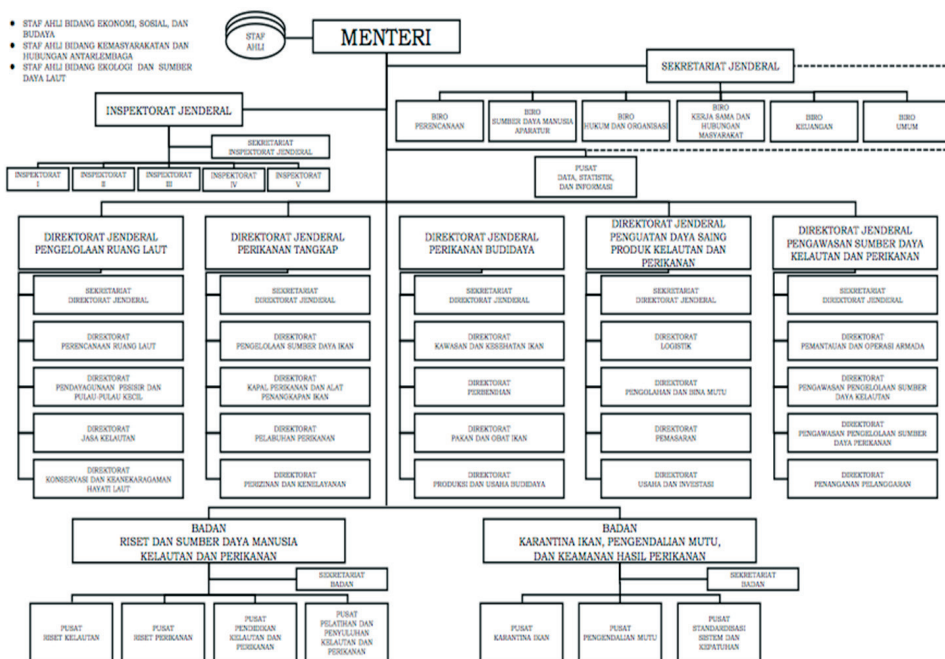 ● STAF AHLI BIDANG EKONOMI, SOSIAL, DAN
BUDAYA
● STAF AHLI BIDANG KEMASYARAKATAN DAN
HUBUNGAN ANTARLEMBAGA
● STAF AHLI BIDANG EKOLOGI DAN SUMBER
DAYA LAUT
STAF
AHLI
MENTERI
SEKRETARIAT JENDERAL
BIRO
PERENCANAAN
BIRO
SUMBER DAYA MANUSIA
APARATUR
BIRO
HUKUM DAN ORGANISASI
BIRO
KERJA SAMA DAN
HUBUNGAN
MASYARAKAT
BIRO
KEUANGAN
BIRO
UMUM
INSPEKTORAT JENDERAL
SEKRETARIAT
INSPEKTORAT JENDERAL
INSPEKTORAT
I
INSPEKTORAT
II
INSPEKTORAT
III
INSPEKTORAT
IV
INSPEKTORAT
V
PUSAT
DATA, STATISTIK,
DAN INFORMASI
DIREKTORAT JENDERAL
PENGELOLAAN RUANG LAUT
SEKRETARIAT
DIREKTORAT JENDERAL
DIREKTORAT
PERENCANAAN RUANG LAUT
DIREKTORAT
PENDAYAGUNAAN PESISIR DAN
PULAU-PULAU KECIL
DIREKTORAT
JASA KELAUTAN
DIREKTORAT
KONSERVASI DAN KEANEKARAGAMAN
HAYATI LAUT
DIREKTORAT JENDERAL
PERIKANAN TANGKAP
SEKRETARIAT
DIREKTORAT JENDERAL
DIREKTORAT
PENGELOLAAN SUMBER DAYA IKAN
DIREKTORAT
KAPAL PERIKANAN DAN ALAT
PENANGKAPAN IKAN
DIREKTORAT
PELABUHAN PERIKANAN
DIREKTORAT
PERIZINAN DAN KENELAYANAN
DIREKTORAT JENDERAL
PERIKANAN BUDIDAYA
SEKRETARIAT
DIREKTORAT JENDERAL
DIREKTORAT
KAWASAN DAN KESEHATAN IKAN
DIREKTORAT
PERBENIHAN
DIREKTORAT
PAKAN DAN OBAT IKAN
DIREKTORAT
PRODUKSI DAN USAHA BUDIDAYA
DIREKTORAT JENDERAL
PENGUATAN DAYA SAING
PRODUK KELAUTAN DAN
PERIKANAN
SEKRETARIAT
DIREKTORAT JENDERAL
DIREKTORAT
LOGISTIK
DIREKTORAT
PENGOLAHAN DAN BINA MUTU
DIREKTORAT
PEMASARAN
DIREKTORAT
USAHA DAN INVESTASI
DIREKTORAT JENDERAL
PENGAWASAN SUMBER DAYA
KELAUTAN DAN PERIKANAN
SEKRETARIAT
DIREKTORAT JENDERAL
DIREKTORAT
PEMANTAUAN DAN OPERASI ARMADA
DIREKTORAT
PENGAWASAN PENGELOLAAN SUMBER
DAYA KELAUTAN
DIREKTORAT
PENGAWASAN PENGELOLAAN SUMBER
DAYA PERIKANAN
DIREKTORAT
PENANGANAN PELANGGARAN
BADAN
RISET DAN SUMBER DAYA MANUSIA
KELAUTAN DAN PERIKANAN
SEKRETARIAT
BADAN
PUSAT
RISET KELAUTAN
PUSAT
RISET PERIKANAN
PUSAT
PENDIDIKAN
KELAUTAN DAN
PERIKANAN
PUSAT
PELATIHAN DAN
PENYULUHAN
KELAUTAN DAN
PERIKANAN
BADAN
KARANTINA IKAN, PENGENDALIAN MUTU,
DAN KEAMANAN HASIL PERIKANAN
SEKRETARIAT
BADAN
PUSAT
KARANTINA IKAN
PUSAT
PENGENDALIAN MUTU
PUSAT
STANDARDISASI
SISTEM DAN
KEPATUHAN